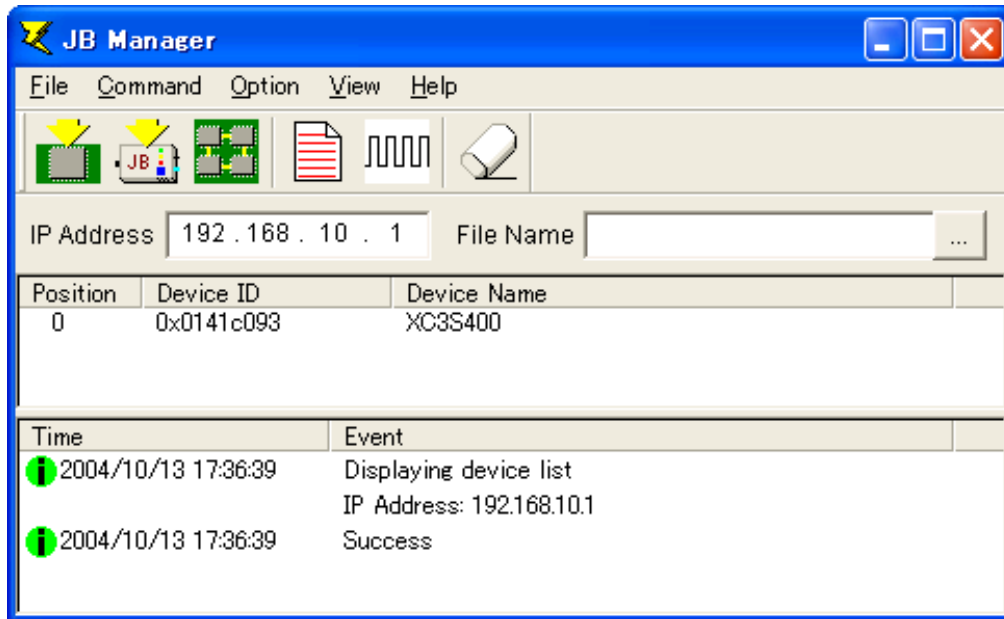 JB Manager
File Command Option View Help
JB
IP Address 192 . 168 . 10 . 1 File Name ...
Position Device ID Device Name
0 0x0141c093 XC3S400
Time Event
2004/10/13 17:36:39 Displaying device list
IP Address: 192.168.10.1
2004/10/13 17:36:39 Success